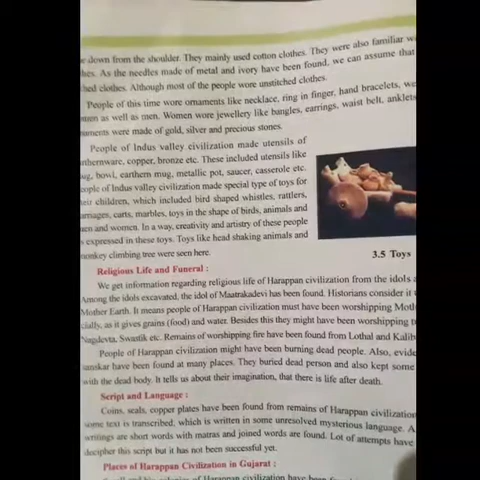 down from the shoulder. They mainly used cotton clothes. They were also familiar
As the needles made of metal and ivory have been found, we can assume that
clothes. Although most of the people wore unstitched clothes.
People of this time wore ornaments like necklace, ring in finger, hand bracelets,
as well as men. Women wore jewellery like bangles, earrings, waist belt, anklets
were made of gold, silver and precious stones.
People of Indus valley civilization made utensils of
copper, bronze etc. These included utensils like
bowl, earthern mug, metallic pot, saucer, casserole etc.
of Indus valley civilization made special type of toys for
children, which included bird shaped whistles, rattlers,
carts, marbles, toys in the shape of birds, animals and
and women. In a way, creativity and artistry of these people
expressed in these toys. Toys like head shaking animals and
climbing tree were seen here.
3.5 Toys
Religious Life and Funeral :
We get information regarding religious life of Harappan civilization from the idols
Among the idols excavated, the idol of Maatrakadevi has been found. Historians consider it
Mother Earth. It means people of Harappan civilization must have been worshipping
as it gives grains (food) and water. Besides this they might have been worshipping
Nagdevta, Swastik etc. Remains of worshipping fire have been found from Lothal and
People of Harappan civilization might have been burning dead people. Also,
have been found at many places. They buried dead person and also kept some
with the dead body. It tells us about their imagination, that there is life after death.
Script and Language :
Coins, seals, copper plates have been found from remains of Harappan civilization
some text is transcribed, which is written in some unresolved mysterious language.
writings are short words with matras and joined words are found. Lot of attempts have
decipher this script but it has not been successful yet.
Places of Harappan Civilization in Gujarat :
of Harappan civilization have been